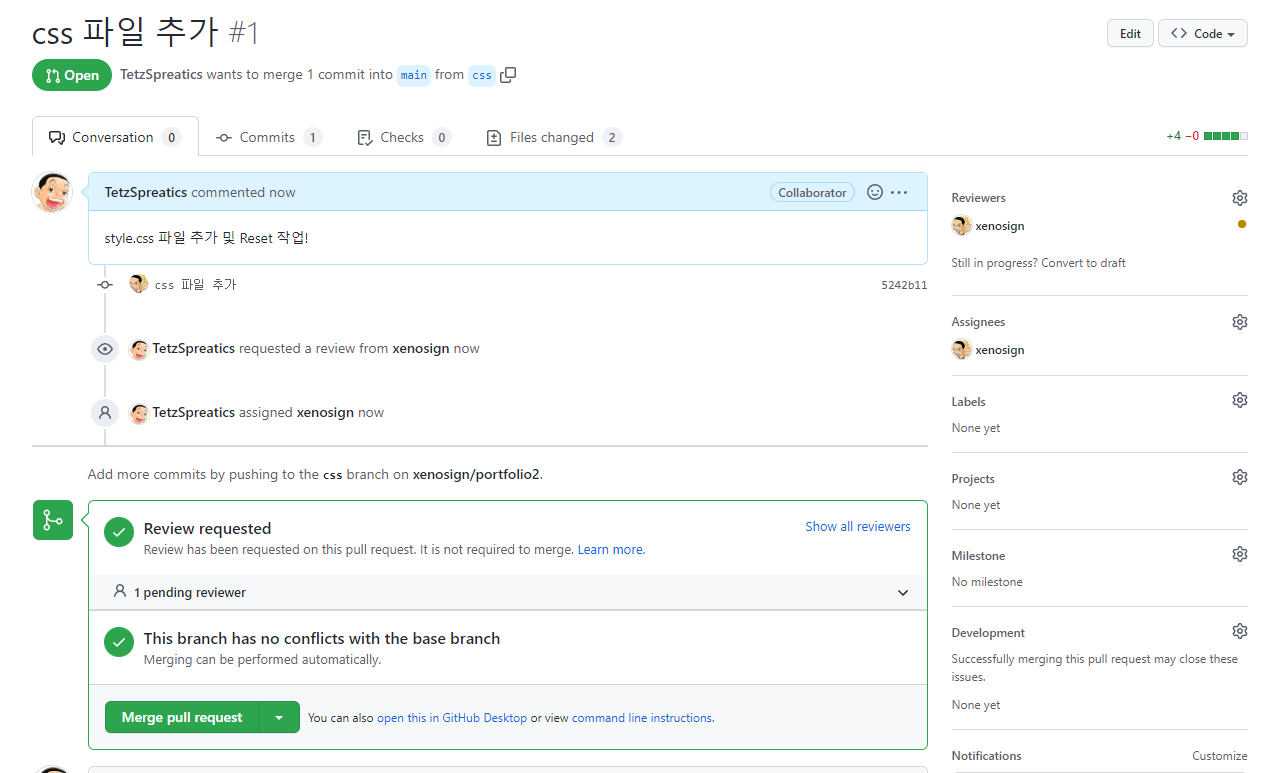 css 파일 추가 #1
Edit
Code
Open
TetzSpreatics wants to merge 1 commit into main from css
Conversation 0
Commits 1
Checks 0
Files changed 2
+4 −0
TetzSpreatics commented now
Collaborator
style.css 파일 추가 및 Reset 작업!
css 파일 추가
5242b11
TetzSpreatics requested a review from xenosign now
TetzSpreatics assigned xenosign now
Add more commits by pushing to the css branch on xenosign/portfolio2.
Review requested
Show all reviewers
Review has been requested on this pull request. It is not required to merge. Learn more.
1 pending reviewer
This branch has no conflicts with the base branch
Merging can be performed automatically.
Merge pull request
You can also open this in GitHub Desktop or view command line instructions.
Reviewers
xenosign
Still in progress? Convert to draft
Assignees
xenosign
Labels
None yet
Projects
None yet
Milestone
No milestone
Development
Successfully merging this pull request may close these
issues.
None yet
Notifications
Customize